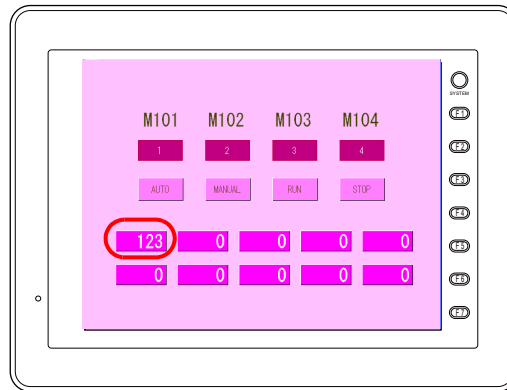 SYSTEM
F1
M101 M102 M103 M104
F2
1 2 3 4
F3
AUTO MANUAL RUN STOP
F4
123 0 0 0 0
F5
0 0 0 0 0
F6
F7